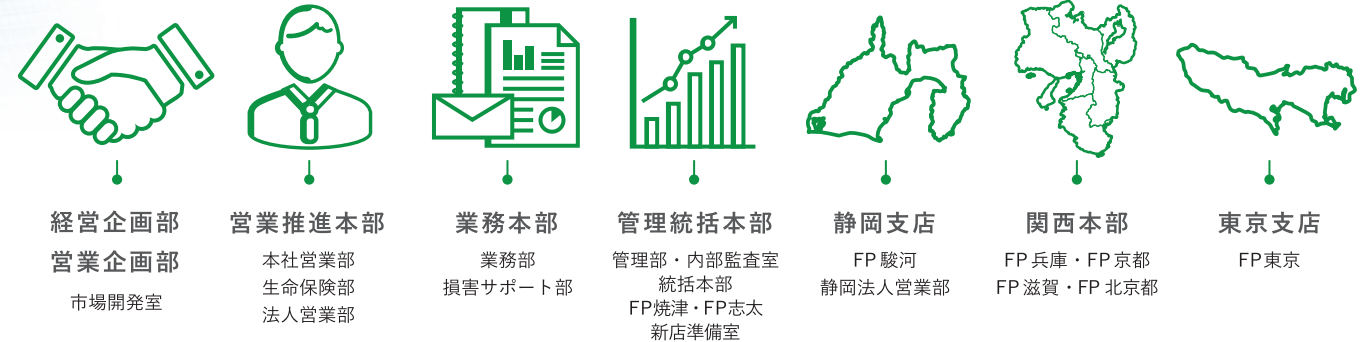 経営企画部
営業企画部
市場開発室
営業推進本部
本社営業部
生命保険部
法人営業部
業務本部
業務部
損害サポート部
管理統括本部
管理部・内部監査室
統括本部
FP焼津・FP志太
新店準備室
静岡支店
FP駿河
静岡法人営業部
関西本部
FP兵庫・FP京都
FP滋賀・FP北京都
東京支店
FP東京